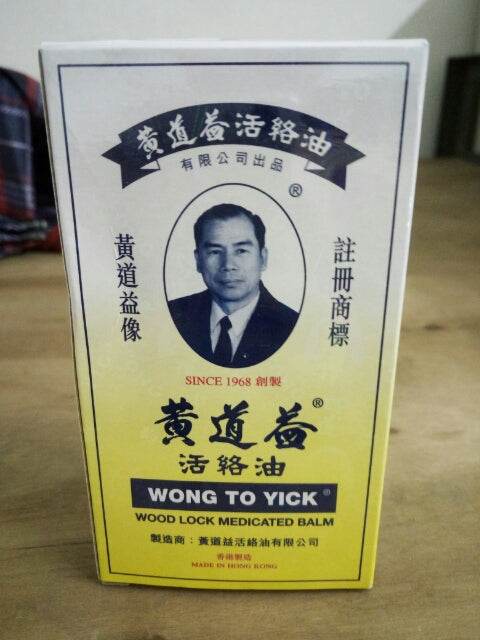 黃道益活絡油
有限公司出品
®
黃道益像
註冊商標
SINCE 1968 創製
黃道益®
活絡油
WONG TO YICK®
WOOD LOCK MEDICATED BALM
製造商：黃道益活絡油有限公司
香港製造
MADE IN HONG KONG